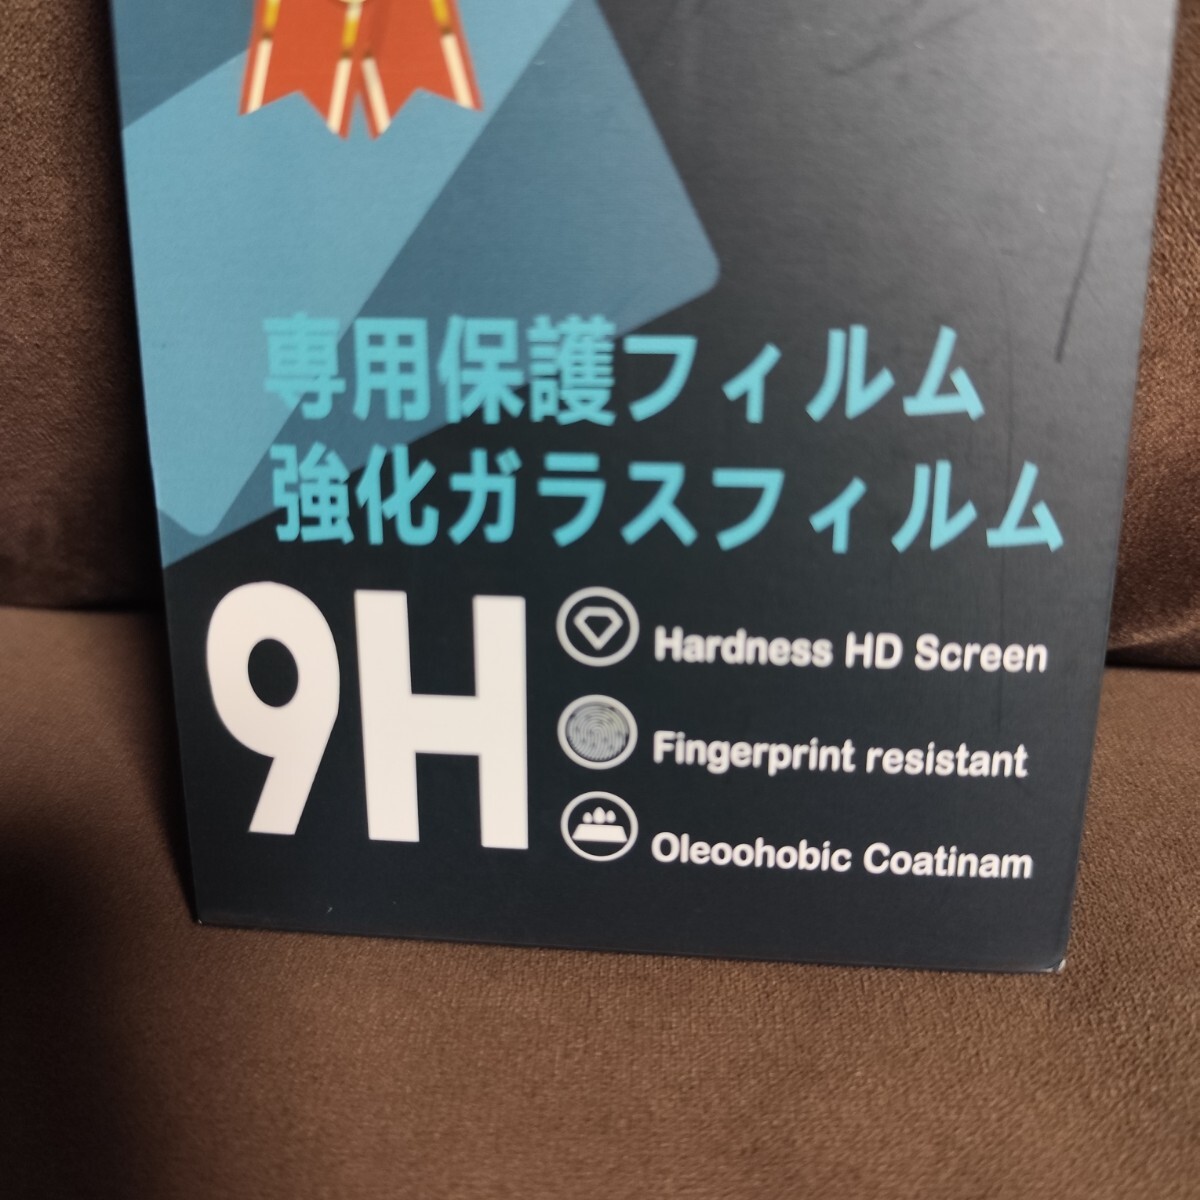 専用保護フィルム
強化ガラスフィルム
9H
Hardness HD Screen
Fingerprint resistant
Oleoohobic Coatinam